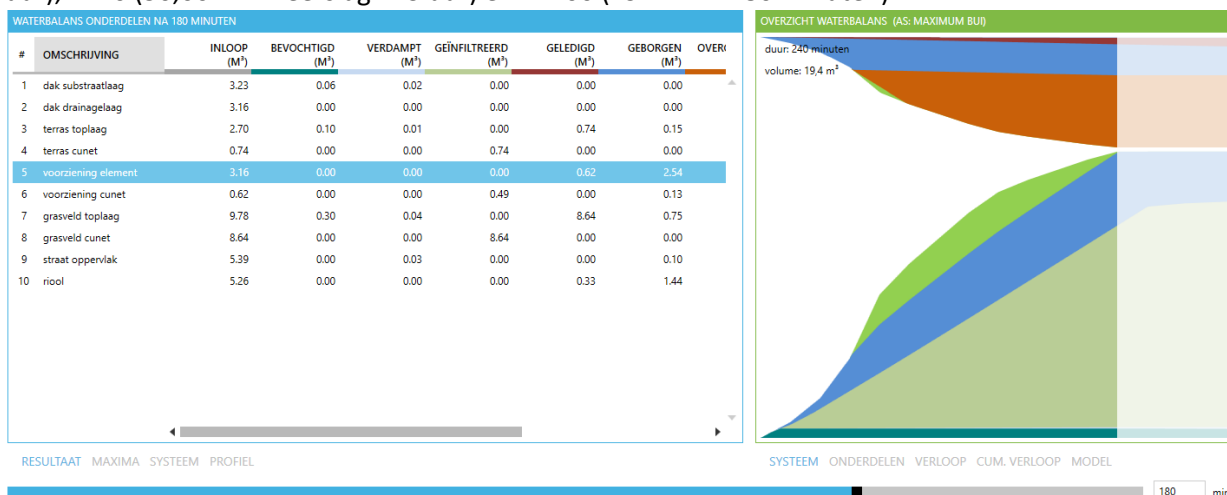 WATERBALANS ONDERDELEN NA 180 MINUTEN
# OMSCHRIJVING INLOOP (M³) BEVOCHTIGD (M³) VERDAMPT (M³) GEÏNFILTREERD (M³) GELEDIGD (M³) GEBORGEN (M³)
1 dak substraatlaag 3.23 0.06 0.02 0.00 0.00 0.00
2 dak drainagelaag 3.16 0.00 0.00 0.00 0.00 0.00
3 terras toplaag 2.70 0.10 0.01 0.00 0.74 0.15
4 terras cunet 0.74 0.00 0.00 0.74 0.00 0.00
5 voorziening element 3.16 0.00 0.00 0.00 0.62 2.54
6 voorziening cunet 0.62 0.00 0.00 0.49 0.00 0.13
7 grasveld toplaag 9.78 0.30 0.04 0.00 8.64 0.75
8 grasveld cunet 8.64 0.00 0.00 8.64 0.00 0.00
9 straat oppervlak 5.39 0.00 0.03 0.00 0.00 0.10
10 riool 5.26 0.00 0.00 0.00 0.33 1.44
RESULTAAT MAXIMA SYSTEEM PROFIEL
OVERZICHT WATERBALANS (AS: MAXIMUM BUI)
duur: 240 minuten
volume: 19,4 m³
SYSTEEM ONDERDELEN VERLOOP CUM. VERLOOP MODEL
180